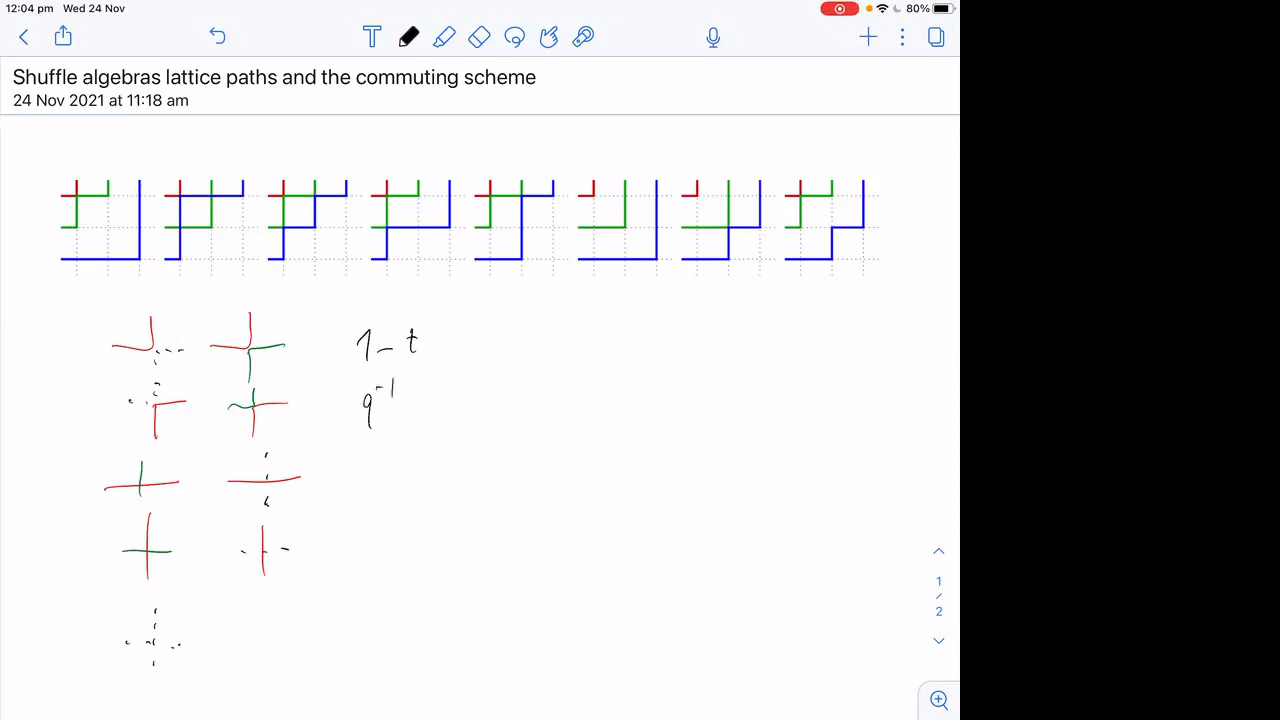 12:04 pm Wed 24 Nov 80%
T
Shuffle algebras lattice paths and the commuting scheme
24 Nov 2021 at 11:18 am
1 - t
q^{-1}
1
/
2